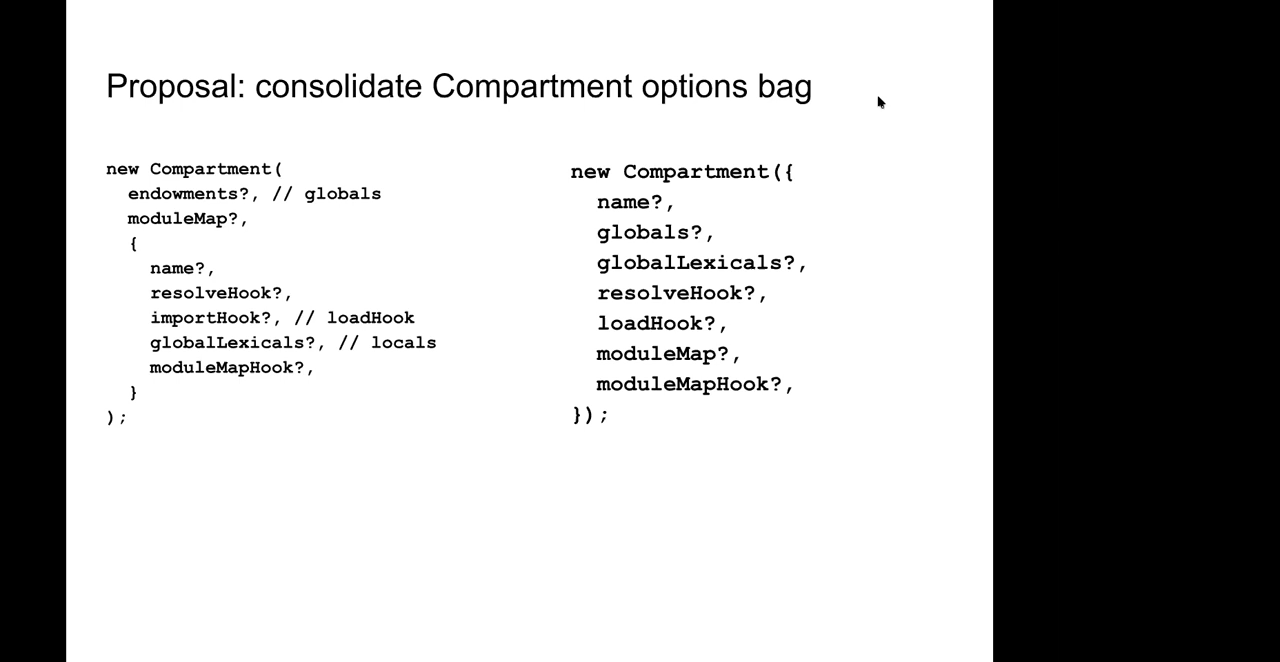 Proposal: consolidate Compartment options bag
new Compartment(
endowments?, // globals
moduleMap?,
{
name?,
resolveHook?,
importHook?, // loadHook
globalLexicals?, // locals
moduleMapHook?,
}
);
new Compartment({
name?,
globals?,
globalLexicals?,
resolveHook?,
loadHook?,
moduleMap?,
moduleMapHook?,
});